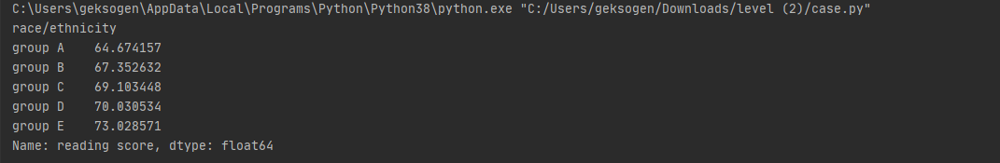 C:\Users\geksogen\AppData\Local\Programs\Python\Python38\python.exe "C:/Users/geksogen/Downloads/level (2)/case.py"
race/ethnicity
group A    64.674157
group B    67.352632
group C    69.103448
group D    70.030534
group E    73.028571
Name: reading score, dtype: float64